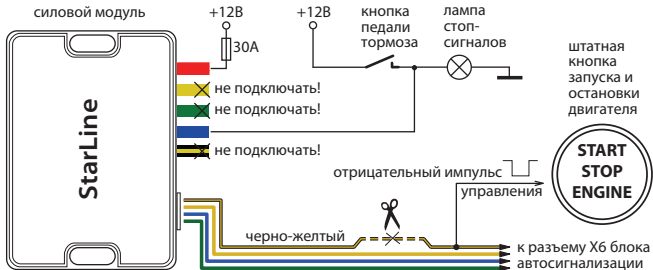 силовой модуль
+12В
+12В
30А
кнопка
педали
тормоза
лампа
стоп-
сигналов
штатная
кнопка
запуска и
остановки
двигателя
StarLine
не подключать!
не подключать!
не подключать!
START
STOP
ENGINE
отрицательный импульс
управления
черно-желтый
к разъему Х6 блока
автосигнализации